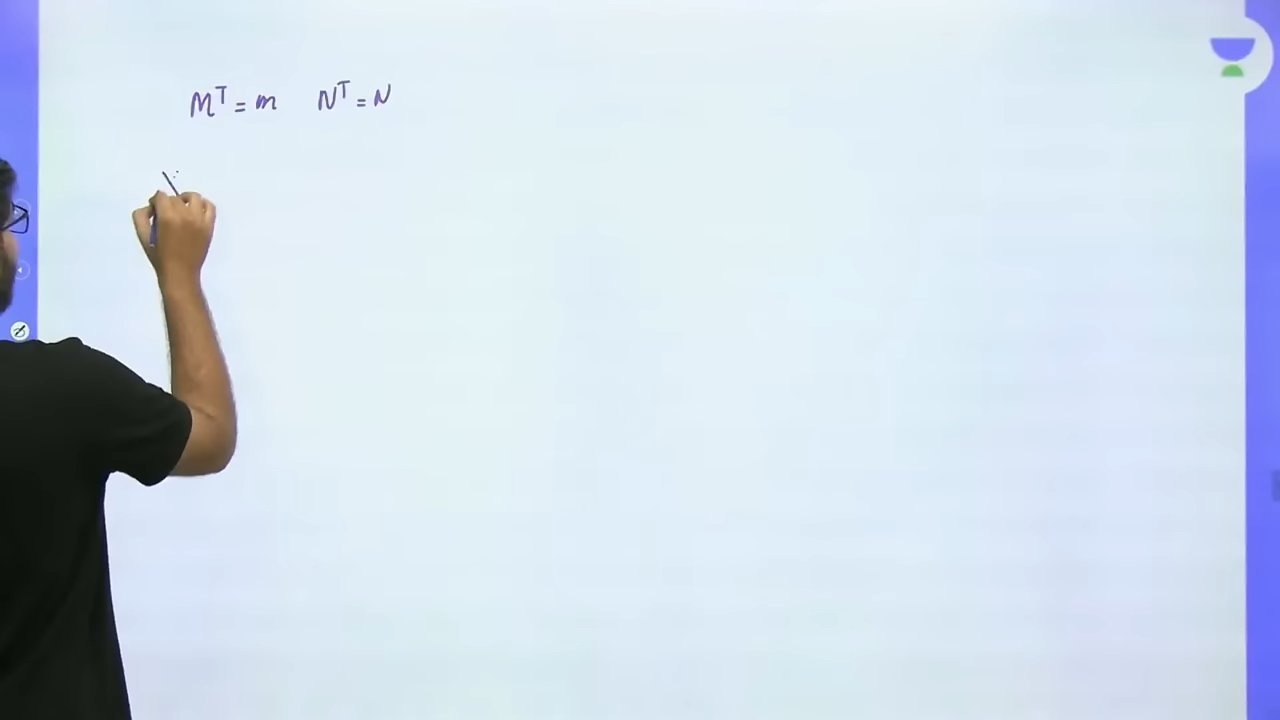 Mᵀ = m Nᵀ = N